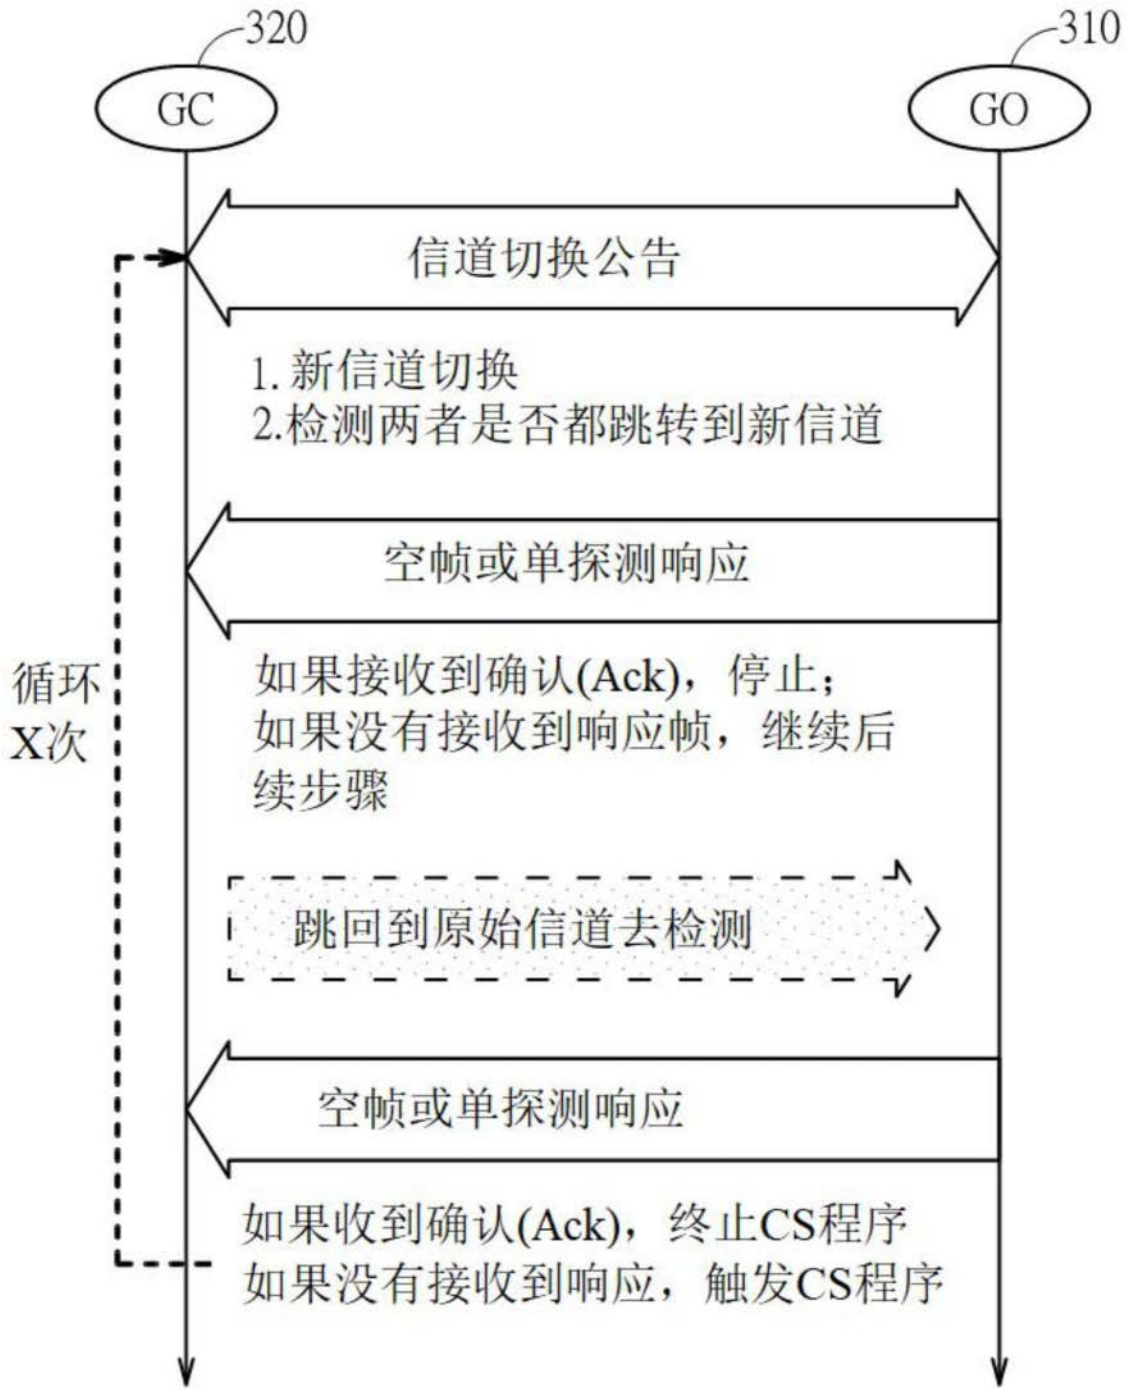 320
310
GC
GO
信道切换公告
1.新信道切换
2.检测两者是否都跳转到新信道
空帧或单探测响应
循环
X次
如果接收到确认(Ack)，停止；
如果没有接收到响应帧，继续后
续步骤
跳回到原始信道去检测
空帧或单探测响应
如果收到确认(Ack)，终止CS程序
如果没有接收到响应，触发CS程序